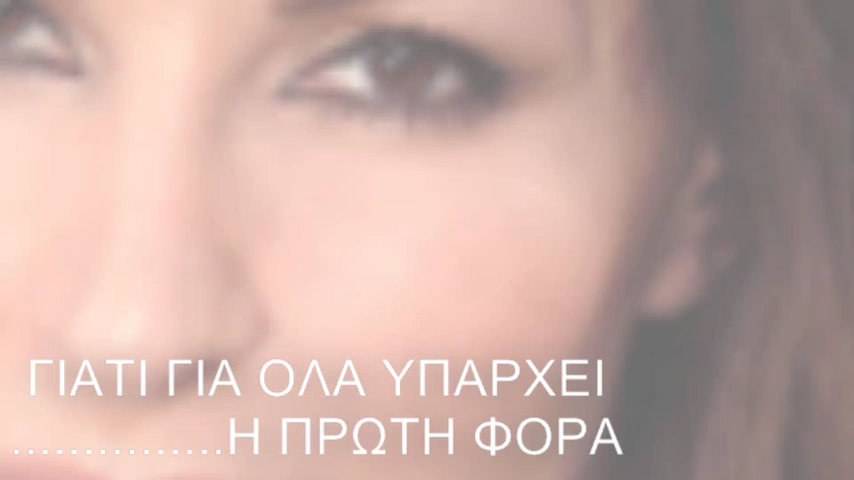 ΓΙΑΤΙ ΓΙΑ ΟΛΑ ΥΠΑΡΧΕΙ
...............Η ΠΡΩΤΗ ΦΟΡΑ